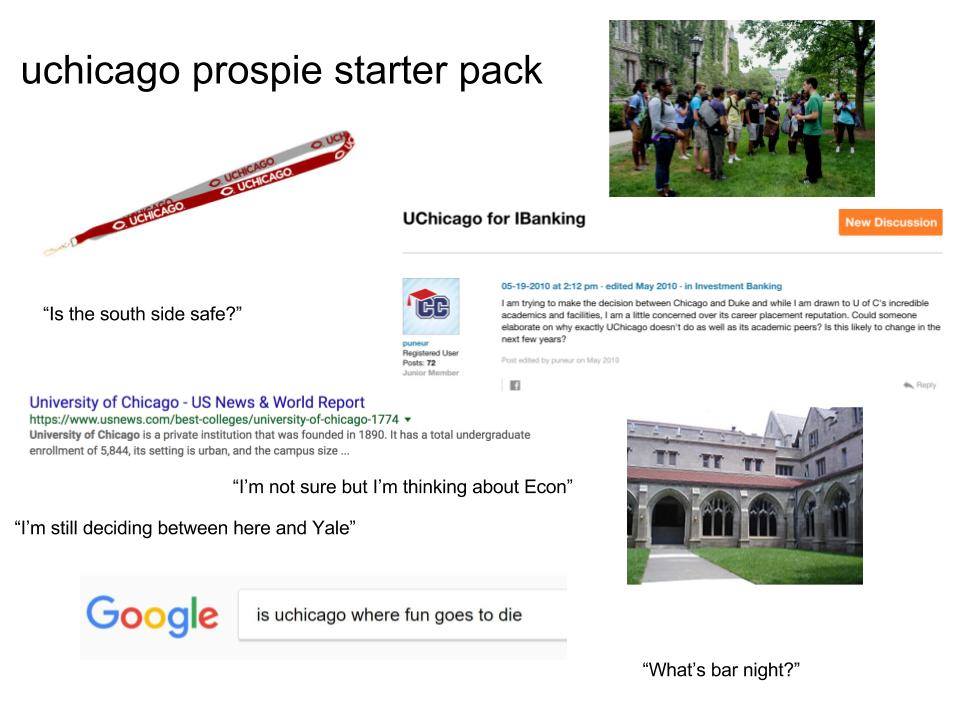 uchicago prospie starter pack
UCH
UCHICAGO
UCHICAGO
UCHICAGO
UCHICAGO
UChicago for IBanking
New Discussion
CC
puneur
Registered User
Posts: 72
Junior Member
05-19-2010 at 2:12 pm · edited May 2010 · in Investment Banking
I am trying to make the decision between Chicago and Duke and while I am drawn to U of C's incredible
academics and facilities, I am a little concerned over its career placement reputation. Could someone
elaborate on why exactly UChicago doesn't do as well as its academic peers? Is this likely to change in the
next few years?
Post edited by puneur on May 2010
Reply
“Is the south side safe?”
University of Chicago - US News & World Report
https://www.usnews.com/best-colleges/university-of-chicago-1774
University of Chicago is a private institution that was founded in 1890. It has a total undergraduate
enrollment of 5,844, its setting is urban, and the campus size ...
“I’m not sure but I’m thinking about Econ”
“I’m still deciding between here and Yale”
Google
is uchicago where fun goes to die
“What’s bar night?”